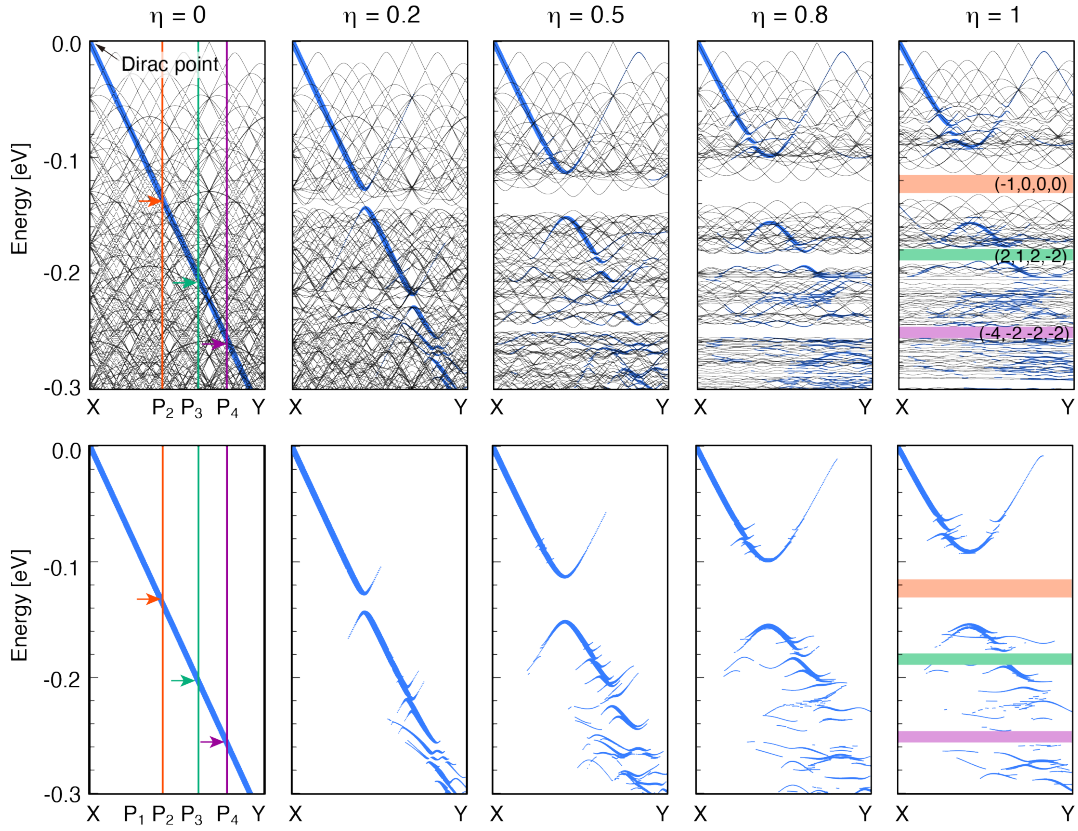 η = 0 η = 0.2 η = 0.5 η = 0.8 η = 1
0.0
Dirac point
-0.1
(-1,0,0,0)
Energy [eV]
-0.2
(2,1,2,-2)
(-4,-2,-2,-2)
-0.3
X P₂ P₃ P₄ Y X Y X Y X Y X Y
0.0
-0.1
Energy [eV]
-0.2
-0.3
X P₁ P₂ P₃ P₄ Y X Y X Y X Y X Y